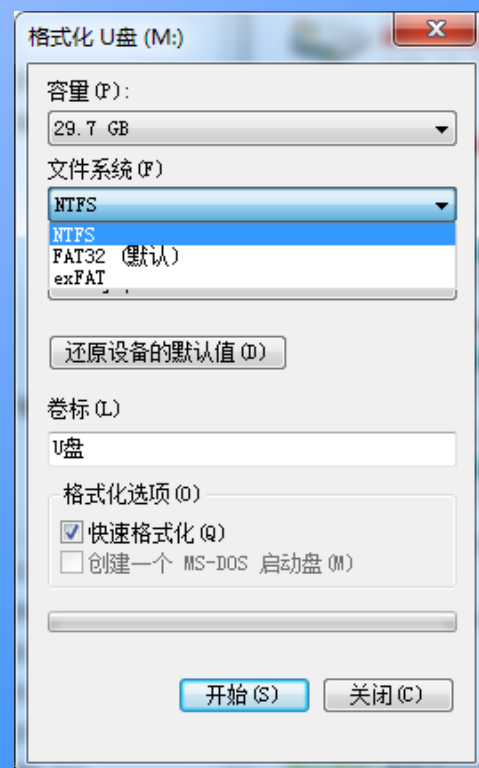 格式化 U盘 (M:)
容量(P):
29.7 GB
文件系统(F)
NTFS
NTFS
FAT32 (默认)
exFAT
还原设备的默认值(D)
卷标(L)
U盘
格式化选项(O)
快速格式化(Q)
创建一个 MS-DOS 启动盘(M)
开始(S)
关闭(C)